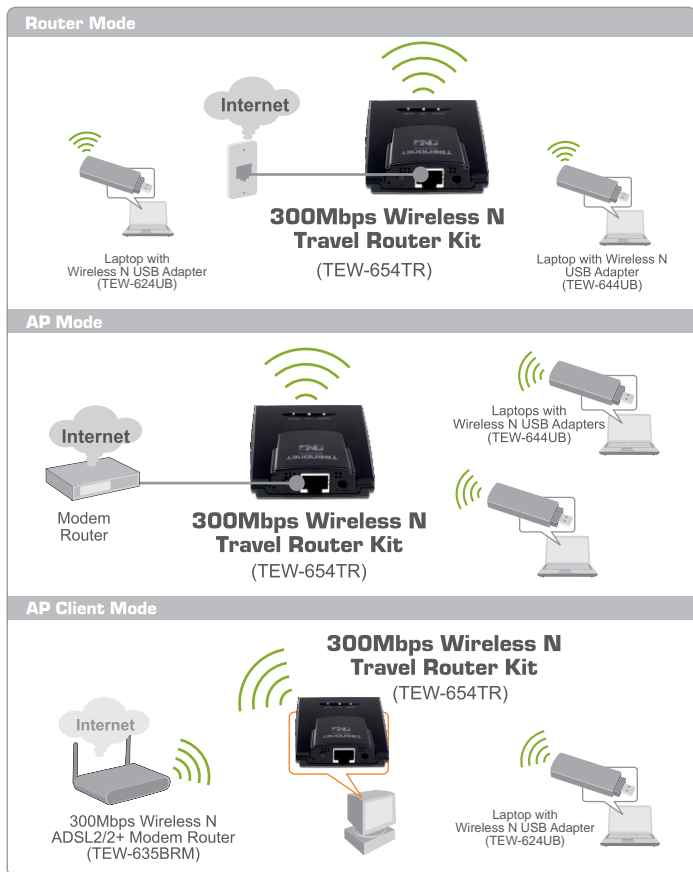 Router Mode
Internet
TRENDNET
300Mbps Wireless N
Travel Router Kit
(TEW-654TR)
Laptop with
Wireless N USB Adapter
(TEW-624UB)
Laptop with Wireless N
USB Adapter
(TEW-644UB)
AP Mode
Internet
TRENDNET
Modem
Router
300Mbps Wireless N
Travel Router Kit
(TEW-654TR)
Laptops with
Wireless N USB Adapters
(TEW-644UB)
AP Client Mode
300Mbps Wireless N
Travel Router Kit
(TEW-654TR)
Internet
TRENDNET
300Mbps Wireless N
ADSL2/2+ Modem Router
(TEW-635BRM)
Laptop with
Wireless N USB Adapter
(TEW-624UB)